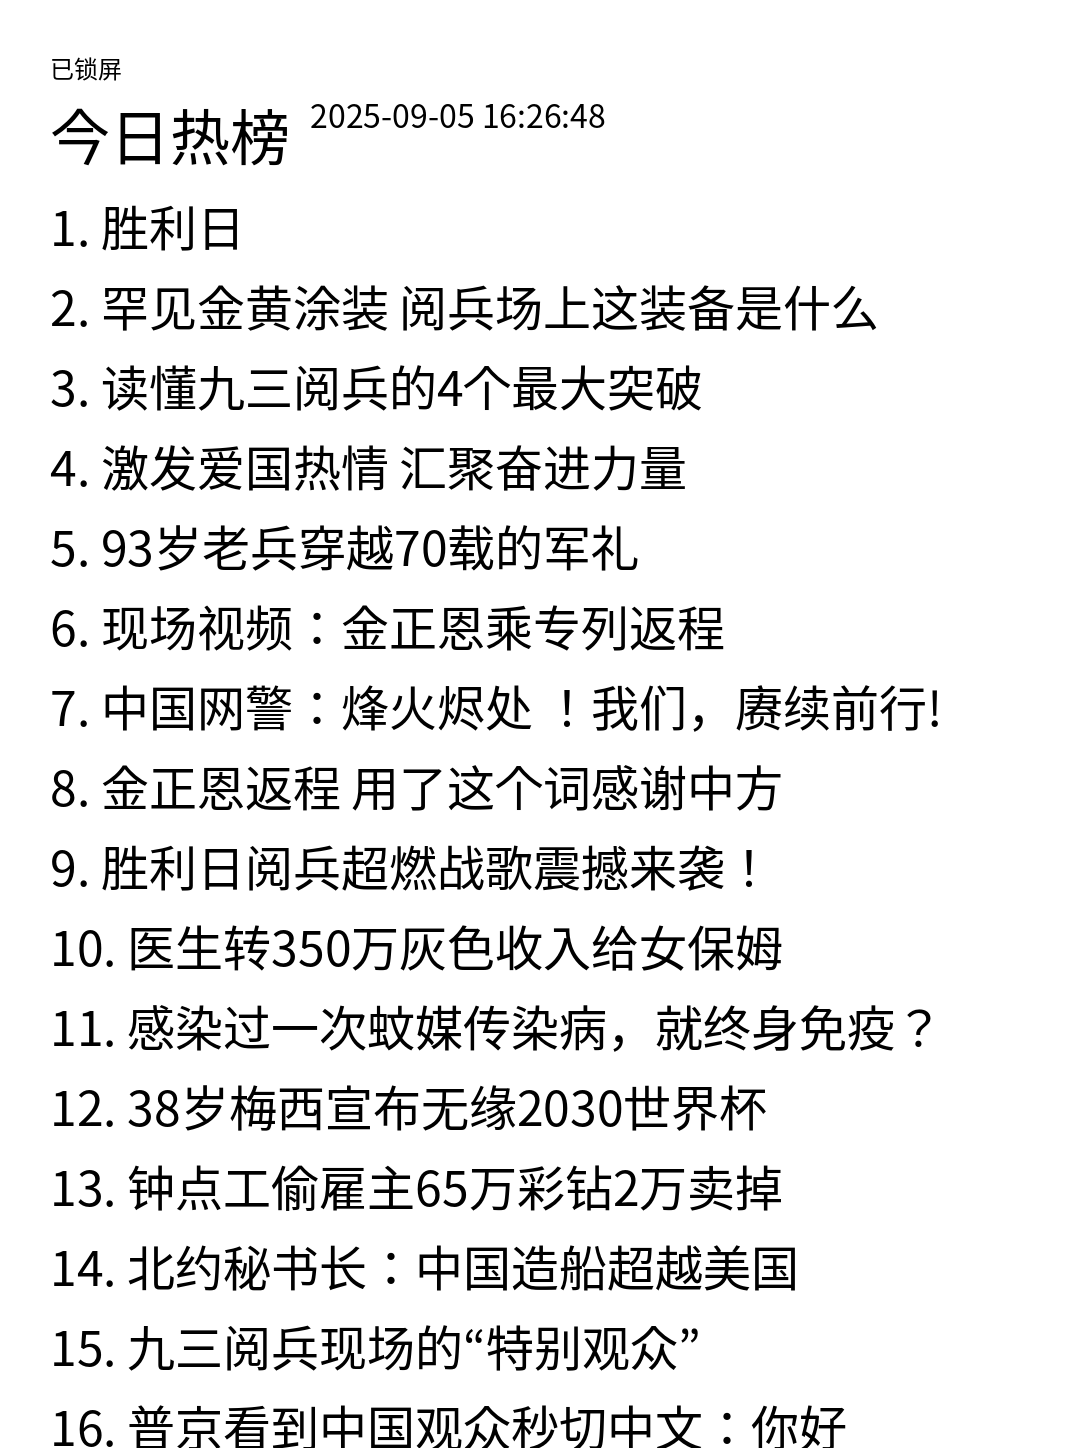 已锁屏
今日热榜 2025-09-05 16:26:48
1. 胜利日
2. 罕见金黄涂装 阅兵场上这装备是什么
3. 读懂九三阅兵的4个最大突破
4. 激发爱国热情 汇聚奋进力量
5. 93岁老兵穿越70载的军礼
6. 现场视频：金正恩乘专列返程
7. 中国网警：烽火烬处 ！我们，赓续前行!
8. 金正恩返程 用了这个词感谢中方
9. 胜利日阅兵超燃战歌震撼来袭！
10. 医生转350万灰色收入给女保姆
11. 感染过一次蚊媒传染病，就终身免疫？
12. 38岁梅西宣布无缘2030世界杯
13. 钟点工偷雇主65万彩钻2万卖掉
14. 北约秘书长：中国造船超越美国
15. 九三阅兵现场的“特别观众”
16. 普京看到中国观众秒切中文：你好